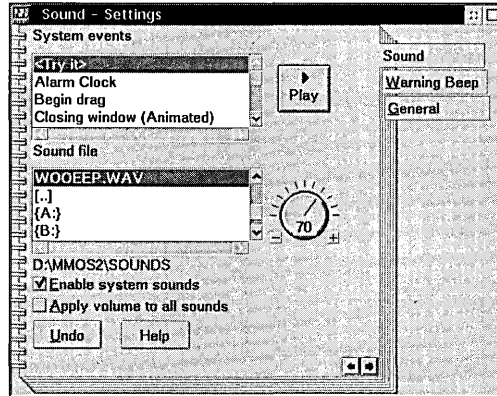 Sound - Settings
System events
<Try it>
Alarm Clock
Begin drag
Closing window (Animated)
Play
Sound file
WOOEEP.WAV
[..]
{A:}
{B:}
70
- +
D:\MMOS2\SOUNDS
Enable system sounds
Apply volume to all sounds
Undo Help
Sound
Warning Beep
General